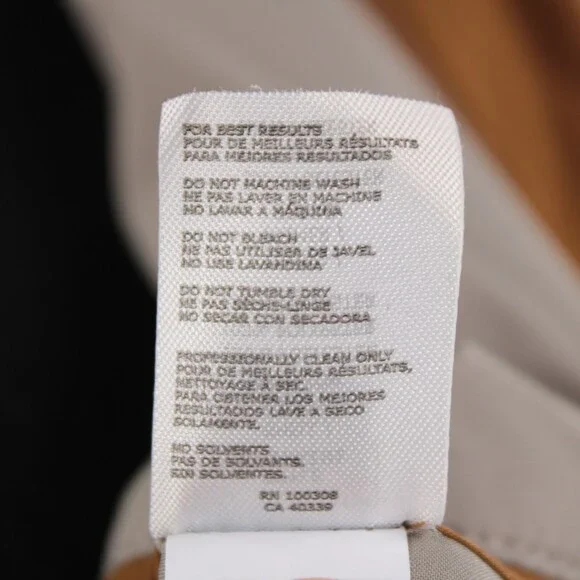 FOR BEST RESULTS
POUR DE MEILLEURS RÉSULTATS
PARA MEJORES RESULTADOS
DO NOT MACHINE WASH
NE PAS LAVER EN MACHINE
NO LAVAR A MÁQUINA
DO NOT BLEACH
NE PAS UTILISER DE JAVEL
NO USE LAVANDINA
DO NOT TUMBLE DRY
NE PAS SÈCHE-LINGE
NO SEÇAR CON SECADORA
PROFESSIONALLY CLEAN ONLY
POUR DE MEILLEURS RÉSULTATS,
NETTOYAGE A SEC
PARA OBTENER LOS MEJORES
RESULTADOS LAVE A SECO
SOLAMENTE.
NO SOLVENTS
PAS DE SOLVANTS.
SIN SOLVENTES.
RN 100308
CA 40339